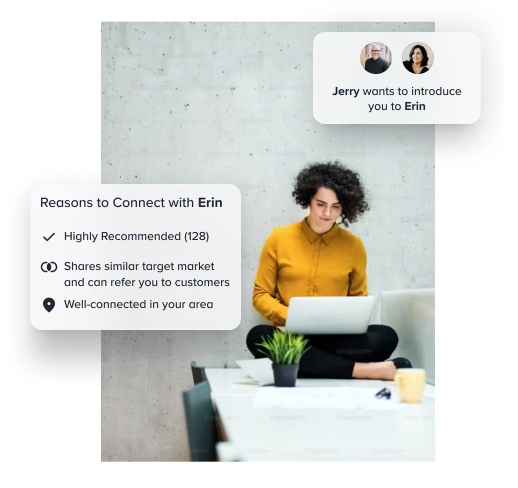 Jerry wants to introduce
you to Erin
Reasons to Connect with Erin
Highly Recommended (128)
Shares similar target market
and can refer you to customers
Well-connected in your area